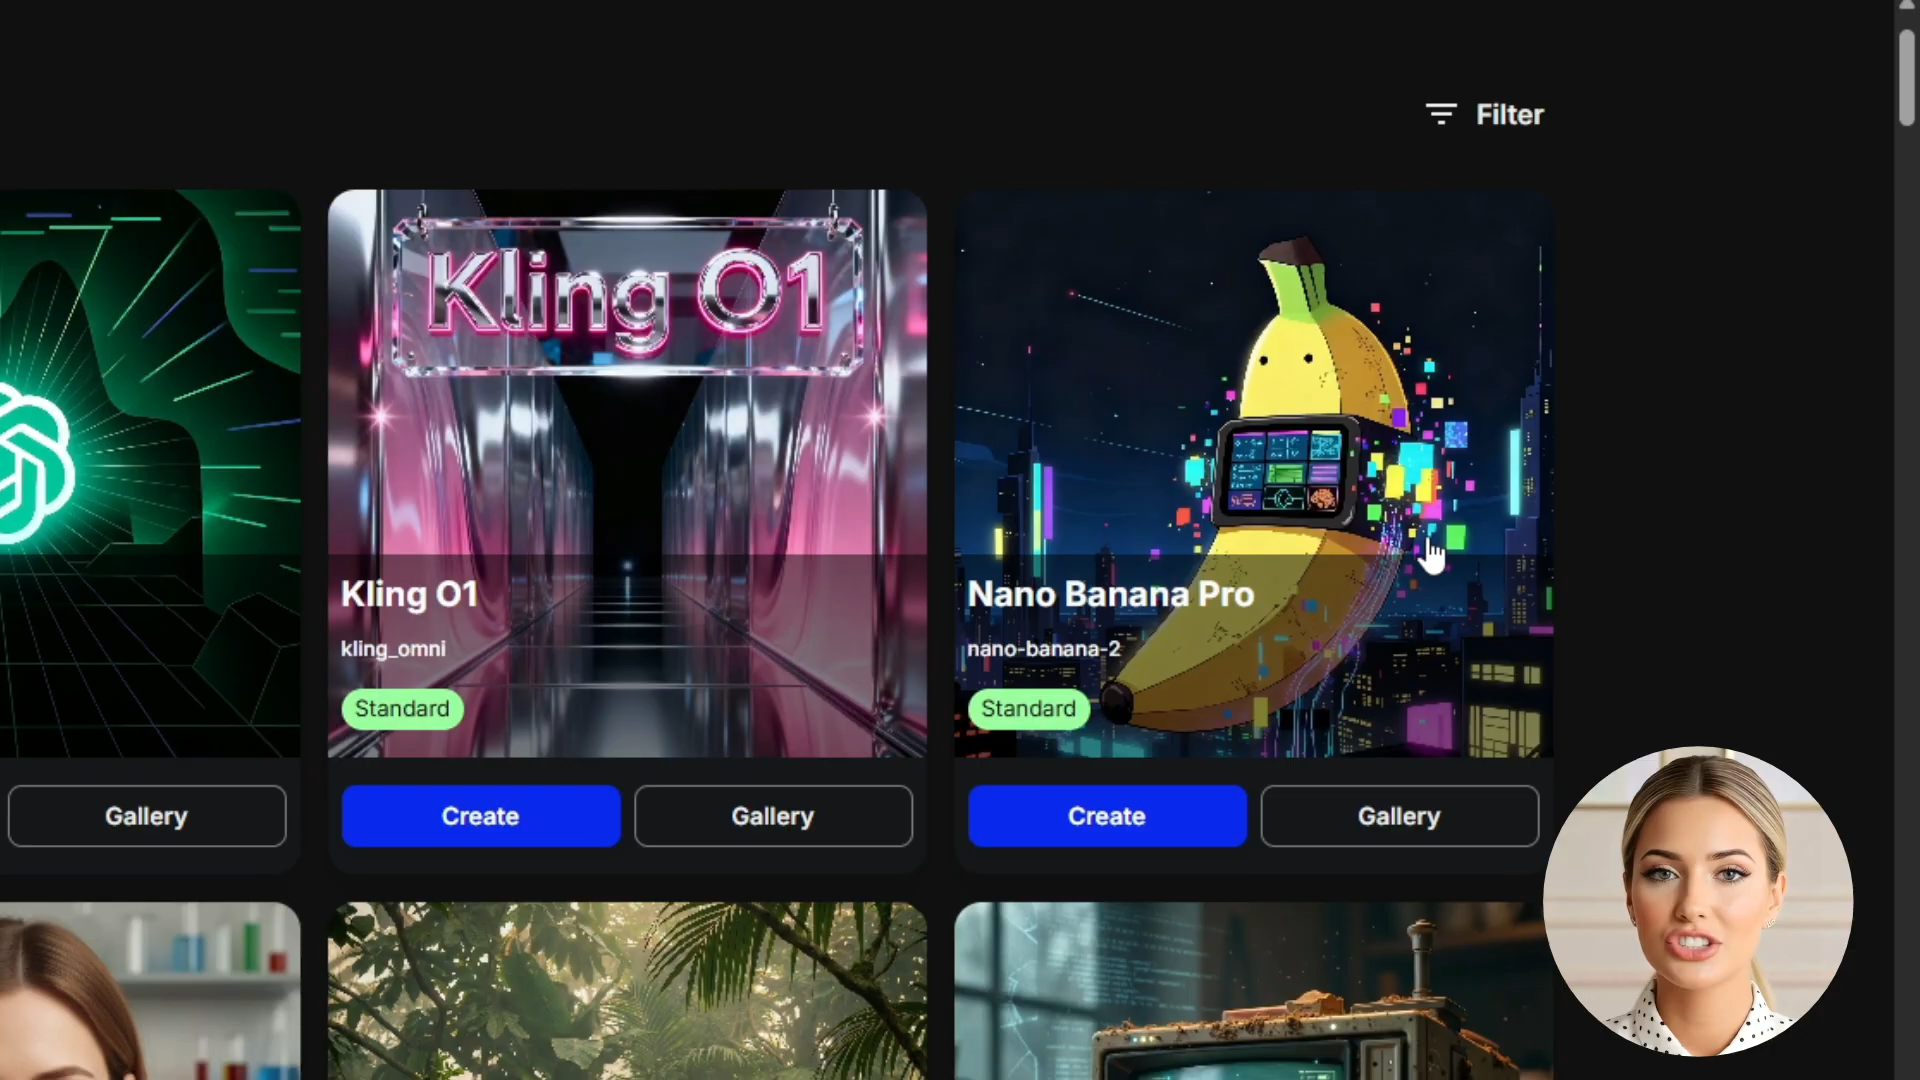 Filter
Kling O1
Kling O1
kling_omni
Standard
Nano Banana Pro
nano-banana-2
Standard
Gallery
Create
Gallery
Create
Gallery